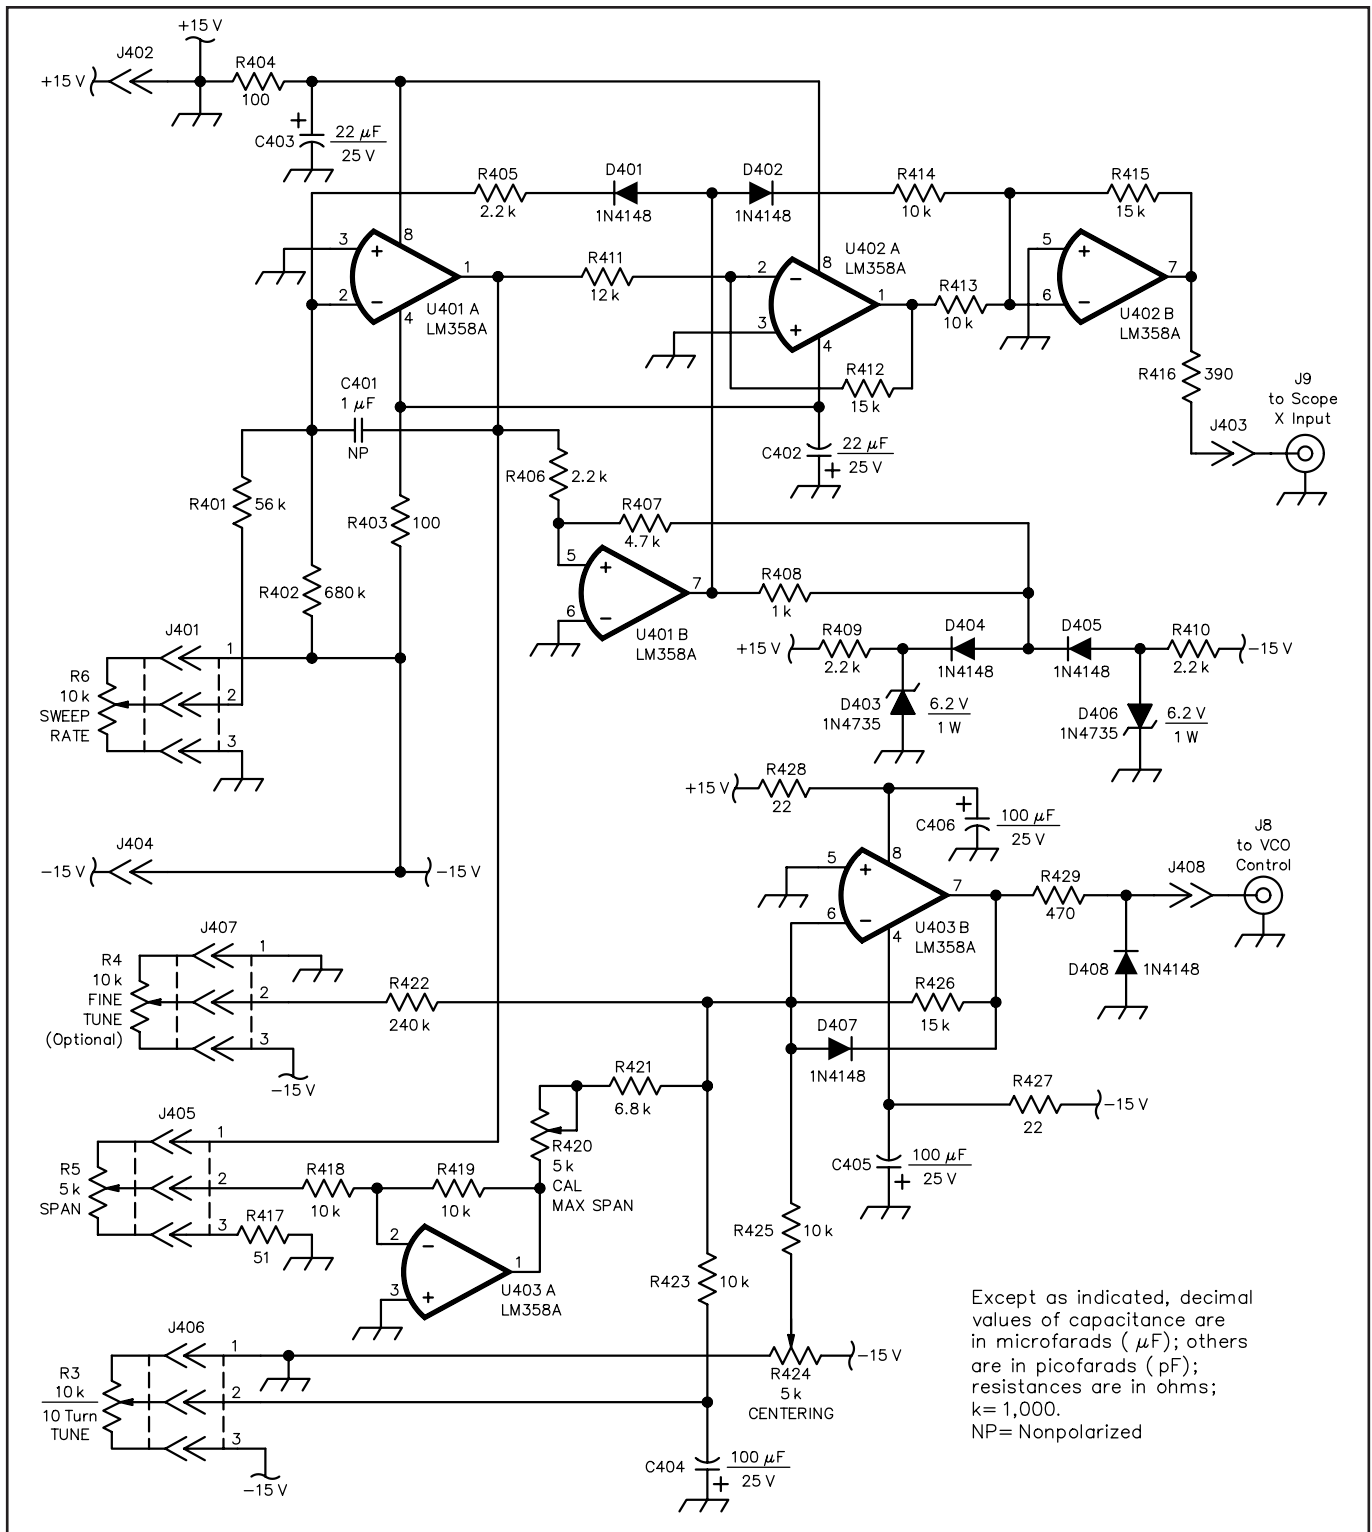 +15 V
J402
+15 V
R404
100
C403
22 µF
25 V
R405
2.2 k
D401
1N4148
D402
1N4148
R414
10 k
R415
15 k
3
8
1
2
4
U401 A
LM358A
R411
12 k
U402 A
LM358A
2
8
1
3
4
R413
10 k
5
7
6
U402 B
LM358A
R412
15 k
R416
390
J9
to Scope
X Input
J403
C401
1 µF
NP
C402
22 µF
25 V
R401
56 k
R403
100
R406
2.2 k
R407
4.7 k
R402
680 k
5
7
6
U401 B
LM358A
R408
1 k
J401
1
2
3
R6
10 k
SWEEP
RATE
+15 V
R409
2.2 k
D404
1N4148
D405
1N4148
R410
2.2 k
-15 V
D403
1N4735
6.2 V
1 W
D406
1N4735
6.2 V
1 W
+15 V
R428
22
C406
100 µF
25 V
-15 V
J404
-15 V
5
8
7
6
4
U403 B
LM358A
R429
470
J408
J8
to VCO
Control
D408
1N4148
J407
1
2
3
R4
10 k
FINE
TUNE
(Optional)
-15 V
R422
240 k
R426
15 k
D407
1N4148
R427
22
-15 V
R421
6.8 k
R420
5 k
CAL
MAX SPAN
C405
100 µF
25 V
J405
1
2
3
R5
5 k
SPAN
R418
10 k
R419
10 k
R417
51
2
1
3
U403 A
LM358A
R425
10 k
R423
10 k
J406
1
2
3
R3
10 k
10 Turn
TUNE
-15 V
R424
5 k
CENTERING
-15 V
C404
100 µF
25 V
Except as indicated, decimal
values of capacitance are
in microfarads ( µF); others
are in picofarads ( pF);
resistances are in ohms;
k= 1,000.
NP= Nonpolarized